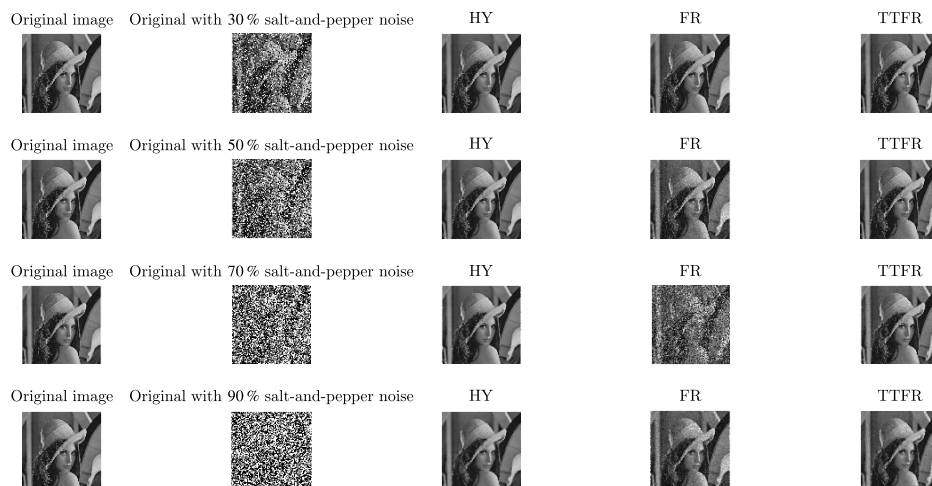 Original image Original with 30 % salt-and-pepper noise HY FR TTFR
Original image Original with 50 % salt-and-pepper noise HY FR TTFR
Original image Original with 70 % salt-and-pepper noise HY FR TTFR
Original image Original with 90 % salt-and-pepper noise HY FR TTFR